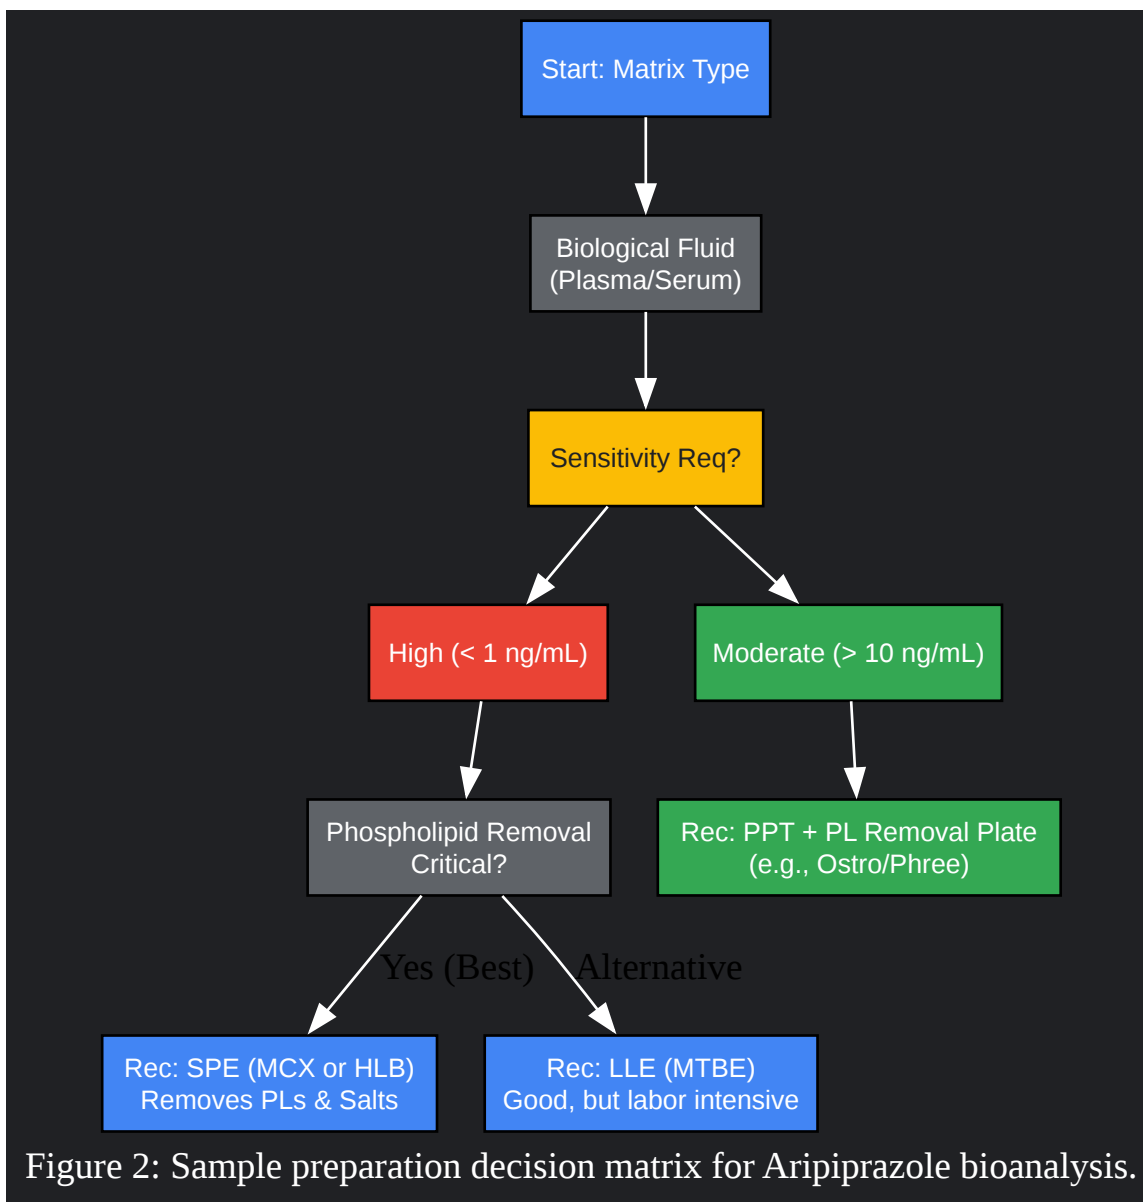 Start: Matrix Type
Biological Fluid
(Plasma/Serum)
Sensitivity Req?
High (< 1 ng/mL)
Moderate (> 10 ng/mL)
Phospholipid Removal
Critical?
Rec: PPT + PL Removal Plate
(e.g., Ostro/Phree)
Yes (Best)
Alternative
Rec: SPE (MCX or HLB)
Removes PLs & Salts
Rec: LLE (MTBE)
Good, but labor intensive
Figure 2: Sample preparation decision matrix for Aripiprazole bioanalysis.